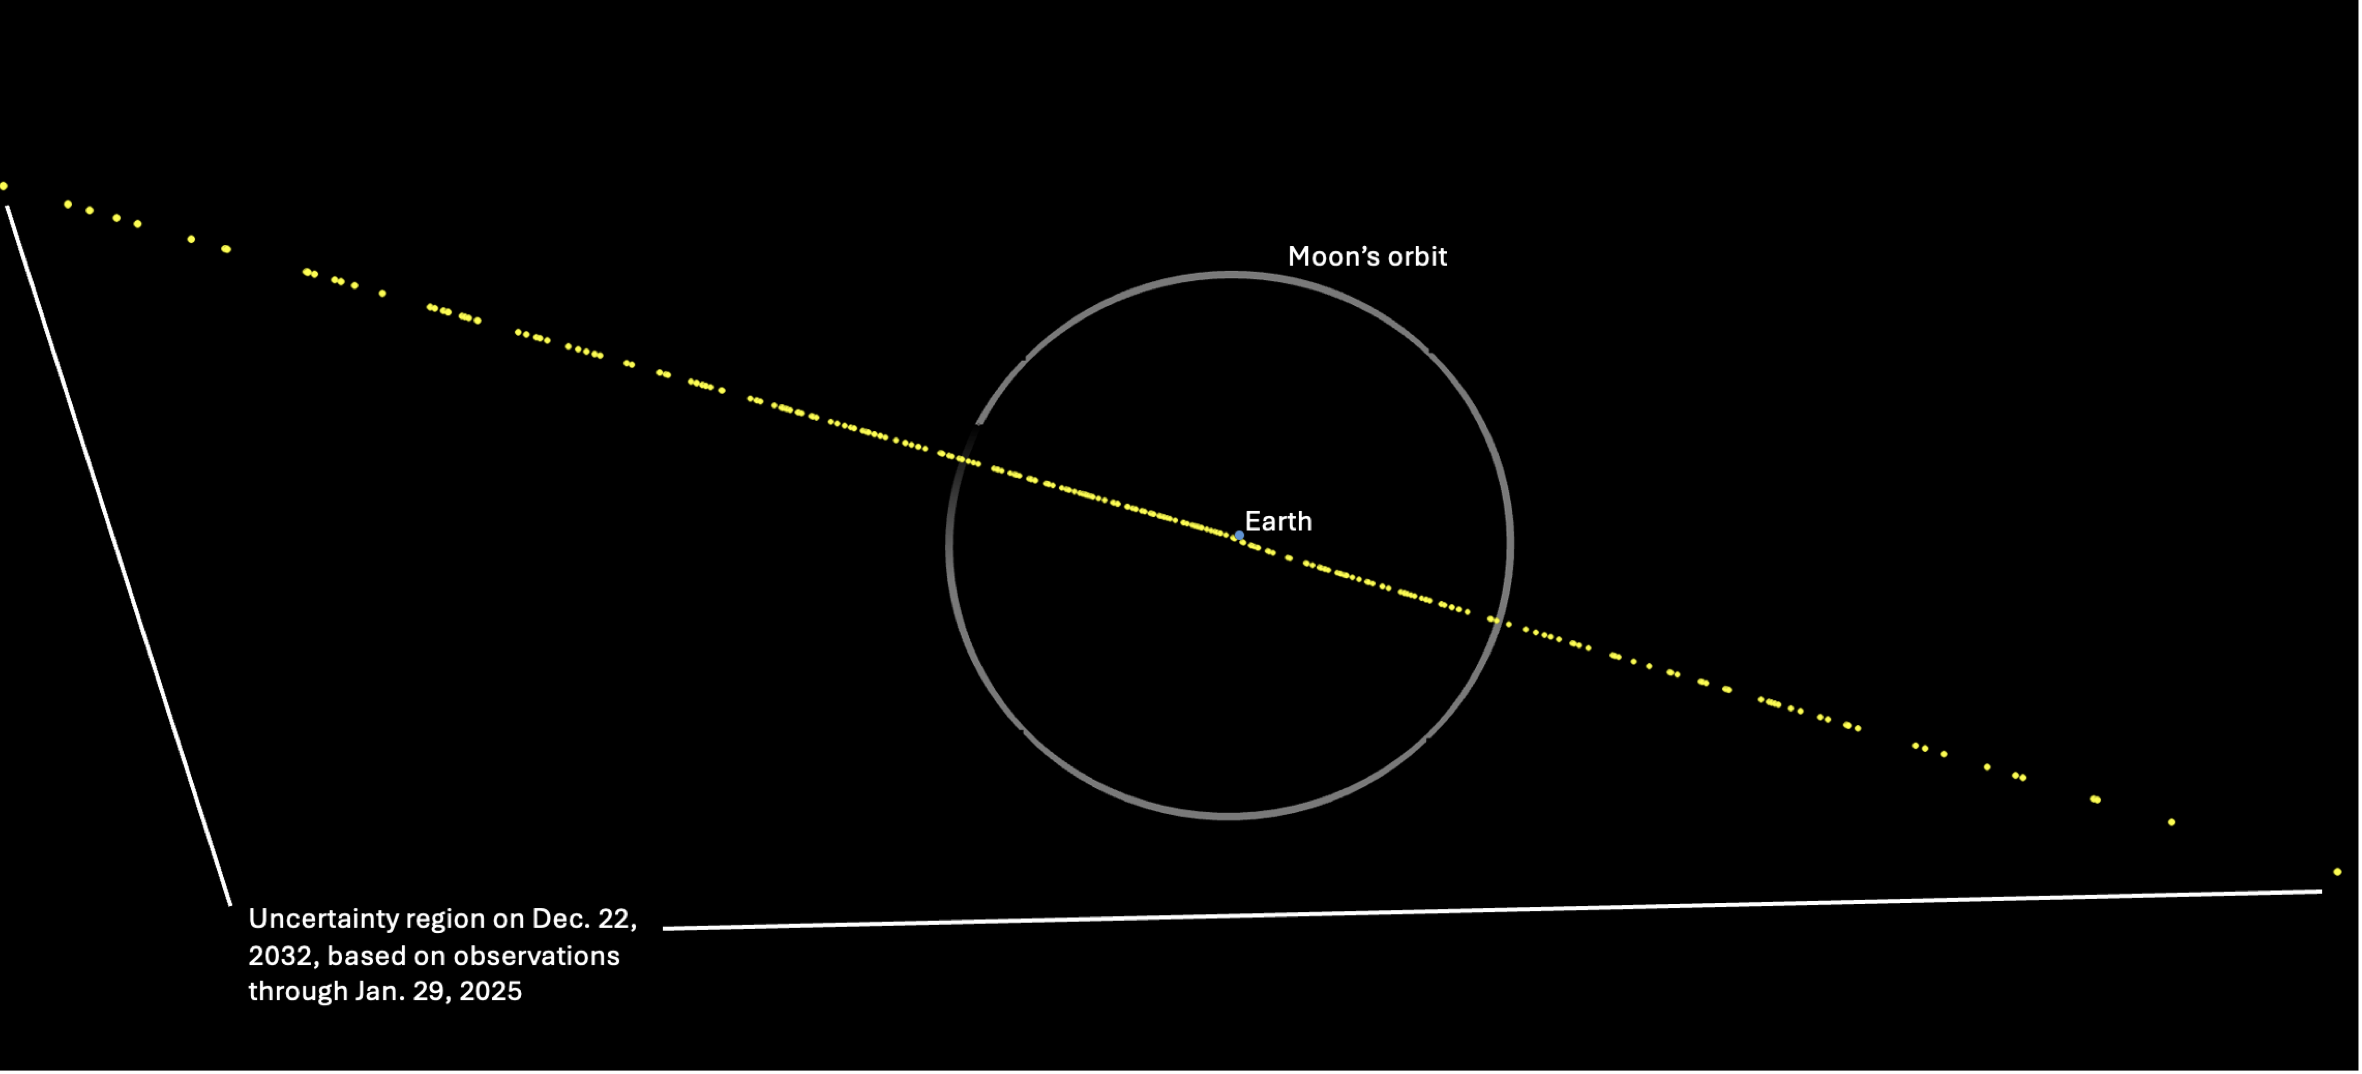 Moon’s orbit
Earth
Uncertainty region on Dec. 22,
2032, based on observations
through Jan. 29, 2025